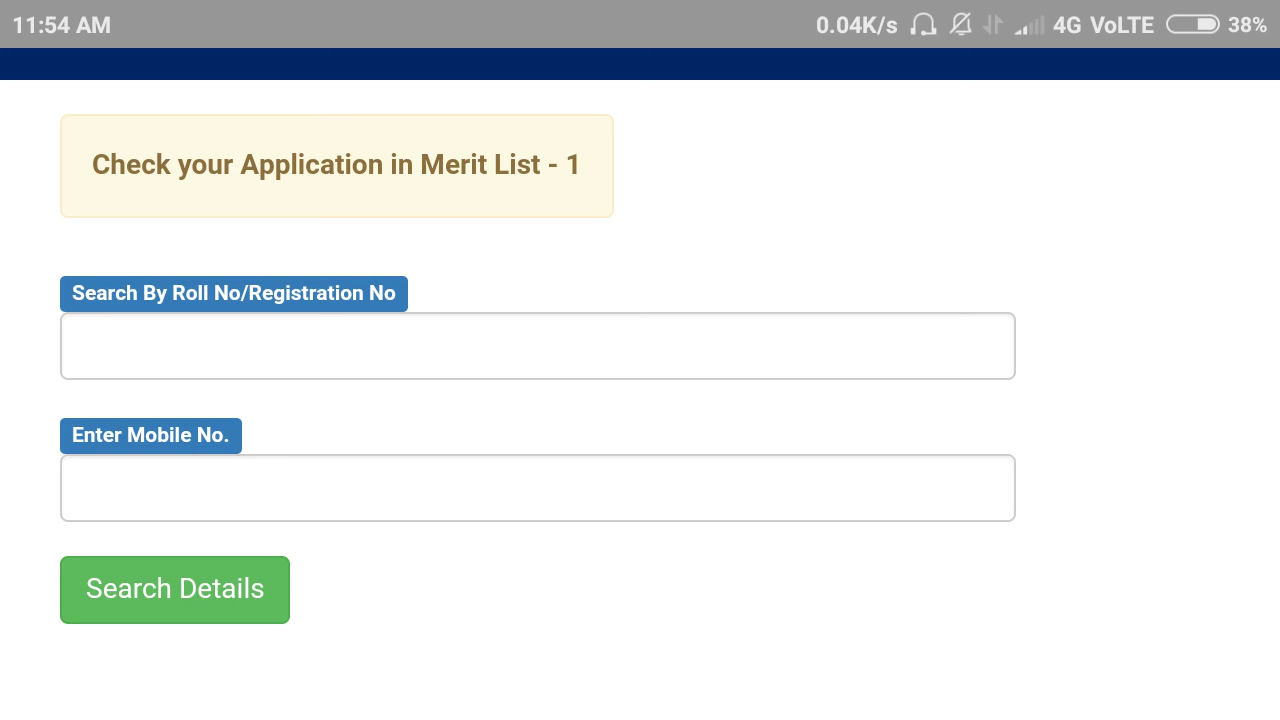 11:54 AM 0.04K/s 4G VoLTE 38%
Check your Application in Merit List - 1
Search By Roll No/Registration No
Enter Mobile No.
Search Details